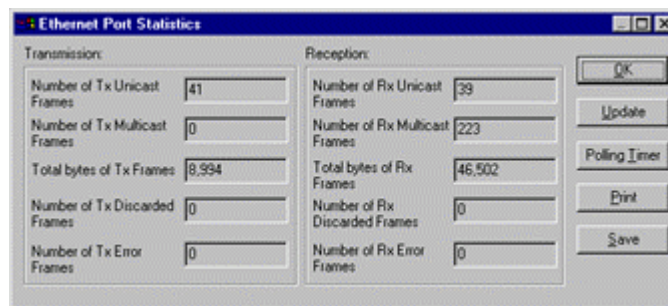 Ethernet Port Statistics
Transmission:
Number of Tx Unicast
Frames
41
Number of Tx Multicast
Frames
0
Total bytes of Tx Frames
8,994
Number of Tx Discarded
Frames
0
Number of Tx Error
Frames
0
Reception:
Number of Rx Unicast
Frames
39
Number of Rx Multicast
Frames
223
Total bytes of Rx
Frames
46,502
Number of Rx
Discarded Frames
0
Number of Rx Error
Frames
0
OK
Update
Polling Timer
Print
Save